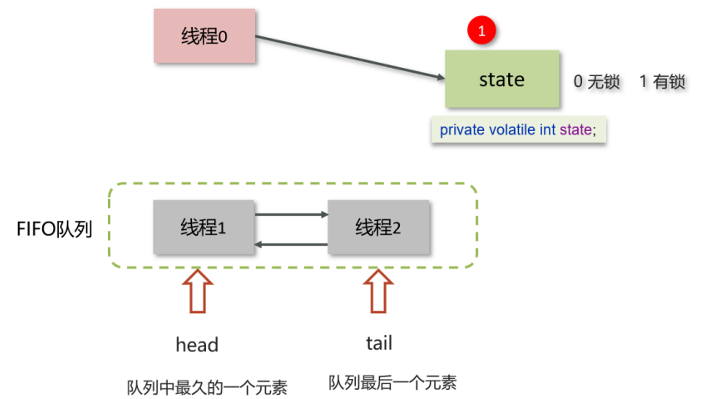 线程0
1
state
0 无锁 1 有锁
private volatile int state;
FIFO队列
线程1
线程2
head
tail
队列中最久的一个元素
队列最后一个元素